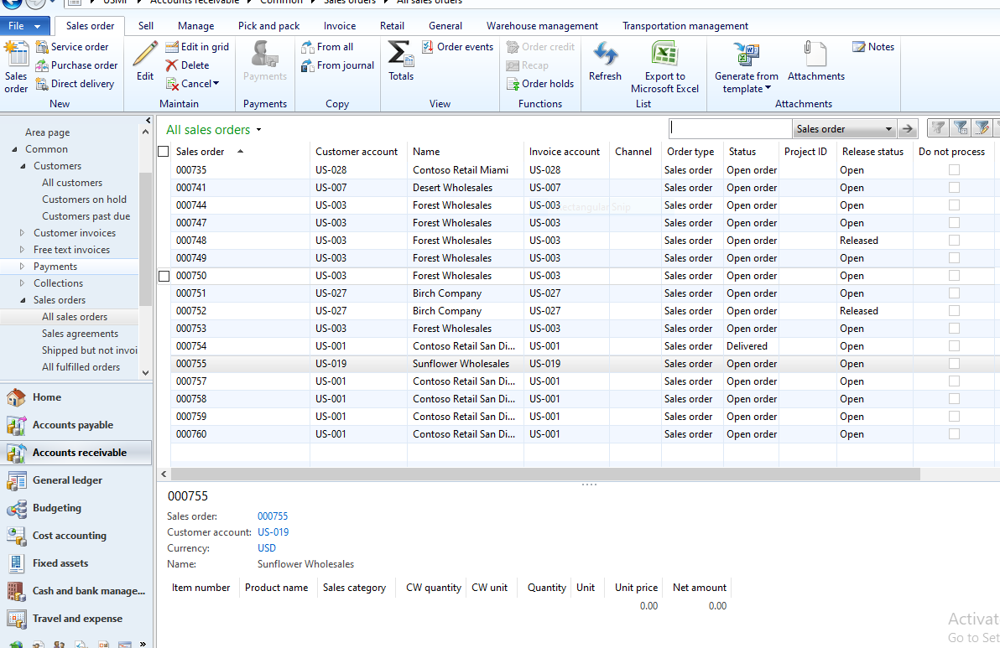 USMF ▸ Accounts receivable ▸ Common ▸ Sales orders ▸ All sales orders
File Sales order Sell Manage Pick and pack Invoice Retail General Warehouse management Transportation management
Sales order
Service order
Purchase order
Direct delivery
New
Edit
Edit in grid
Delete
Cancel
Maintain
Payments
Payments
From all
From journal
Copy
Totals
Order events
View
Order credit
Recap
Order holds
Functions
Refresh
Export to Microsoft Excel
List
Generate from template
Attachments
Notes
Attachments
Area page
Common
Customers
All customers
Customers on hold
Customers past due
Customer invoices
Free text invoices
Payments
Collections
Sales orders
All sales orders
Sales agreements
Shipped but not invoi
All fulfilled orders
Home
Accounts payable
Accounts receivable
General ledger
Budgeting
Cost accounting
Fixed assets
Cash and bank manage...
Travel and expense
»
All sales orders
Sales order
Sales order Customer account Name Invoice account Channel Order type Status Project ID Release status Do not process
000735 US-028 Contoso Retail Miami US-028 Sales order Open order Open
000741 US-007 Desert Wholesales US-007 Sales order Open order Open
000744 US-003 Forest Wholesales US-003 Sales order Open order Open
Rectangular Snip
000747 US-003 Forest Wholesales US-003 Sales order Open order Open
000748 US-003 Forest Wholesales US-003 Sales order Open order Released
000749 US-003 Forest Wholesales US-003 Sales order Open order Open
000750 US-003 Forest Wholesales US-003 Sales order Open order Open
000751 US-027 Birch Company US-027 Sales order Open order Open
000752 US-027 Birch Company US-027 Sales order Open order Released
000753 US-003 Forest Wholesales US-003 Sales order Open order Open
000754 US-001 Contoso Retail San Di... US-001 Sales order Delivered Open
000755 US-019 Sunflower Wholesales US-019 Sales order Open order Open
000757 US-001 Contoso Retail San Di... US-001 Sales order Open order Open
000758 US-001 Contoso Retail San Di... US-001 Sales order Open order Open
000759 US-001 Contoso Retail San Di... US-001 Sales order Open order Open
000760 US-001 Contoso Retail San Di... US-001 Sales order Open order Open
000755
Sales order: 000755
Customer account: US-019
Currency: USD
Name: Sunflower Wholesales
Item number Product name Sales category CW quantity CW unit Quantity Unit Unit price Net amount
0.00 0.00
Activat
Go to Set